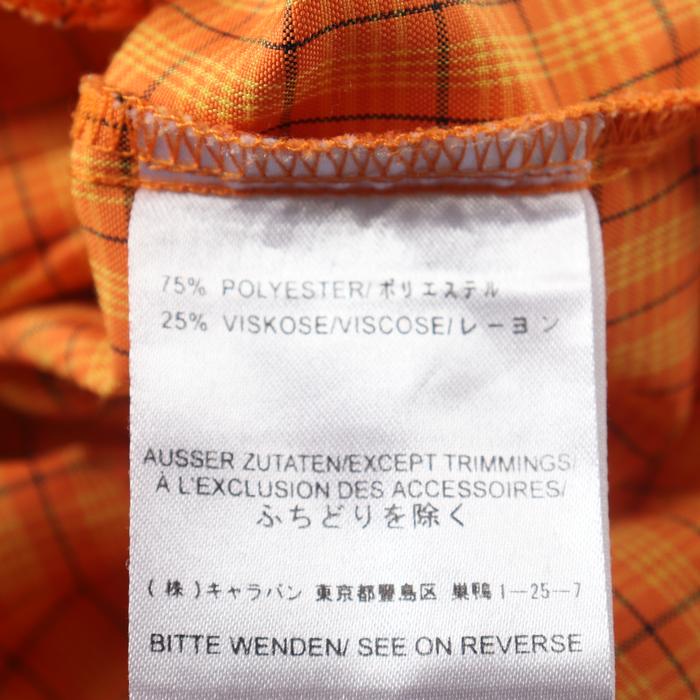 75% POLYESTER/ポリエステル
25% VISKOSE/VISCOSE/レーヨン
AUSSER ZUTATEN/EXCEPT TRIMMINGS/
À L'EXCLUSION DES ACCESSOIRES/
ふちどりを除く
(株)キャラバン 東京都豐島区 巣鴨1-25-7
BITTE WENDEN/ SEE ON REVERSE